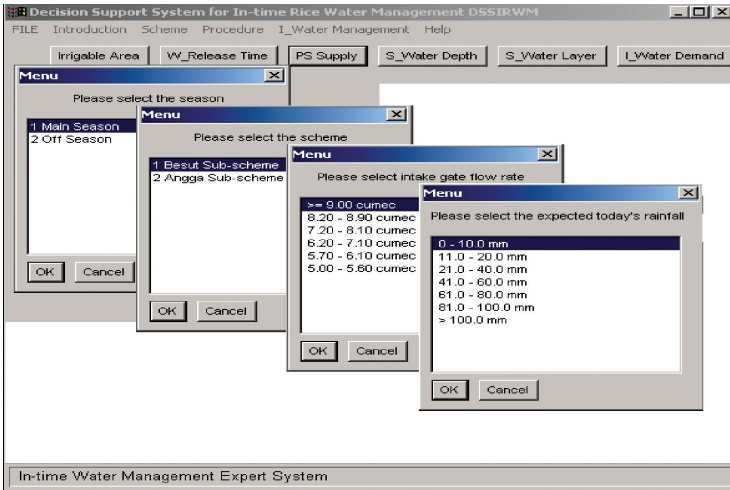 Decision Support System for In-time Rice Water Management DSSIRWM
FILE Introduction Scheme Procedure I_Water Management Help
Irrigable Area W_Release Time PS Supply S_Water Depth S_Water Layer I_Water Demand
Menu
Please select the season
1 Main Season
2 Off Season
OK Cancel
Menu
Please select the scheme
1 Besut Sub-scheme
2 Angga Sub-scheme
OK Cancel
Menu
Please select intake gate flow rate
>= 9.00 cumec
8.20 - 8.90 cumec
7.20 - 8.10 cumec
6.20 - 7.10 cumec
5.70 - 6.10 cumec
5.00 - 5.60 cumec
OK Cancel
Menu
Please select the expected today's rainfall
0 - 10.0 mm
11.0 - 20.0 mm
21.0 - 40.0 mm
41.0 - 60.0 mm
61.0 - 80.0 mm
81.0 - 100.0 mm
> 100.0 mm
OK Cancel
In-time Water Management Expert System